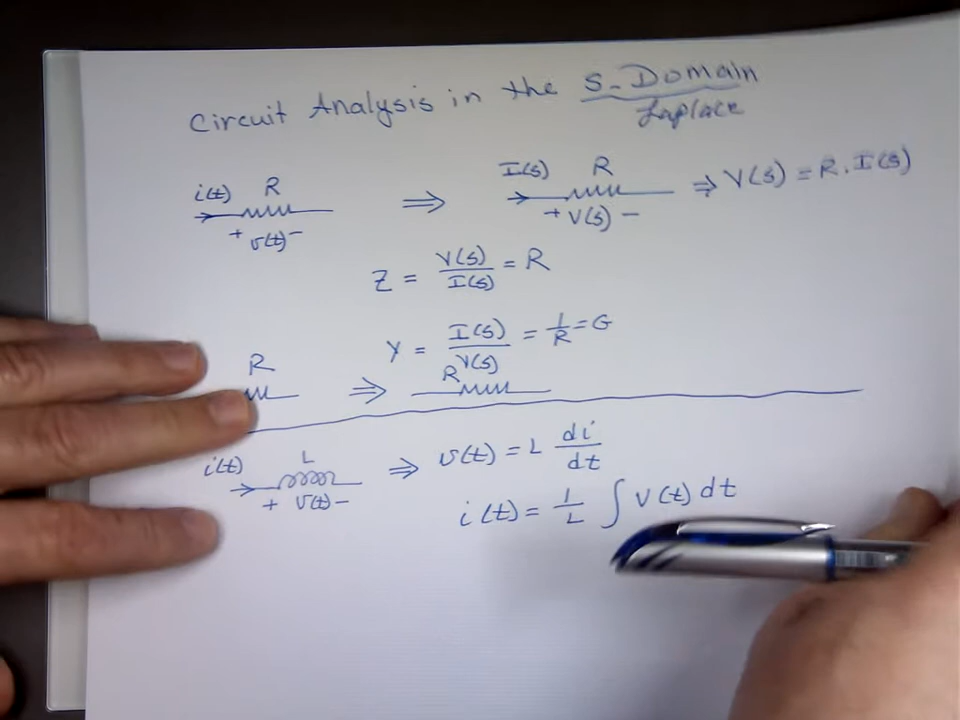 Circuit Analysis in the S-Domain
Laplace
i(t) R ⇒ I(s) R ⇒ V(s) = R.I(s)
+ v(t) - + V(s) -
Z = V(s)/I(s) = R
Y = I(s)/V(s) = 1/R = G
R ⇒ R
i(t) L ⇒ v(t) = L di/dt
+ v(t) -
i(t) = 1/L ∫ v(t) dt